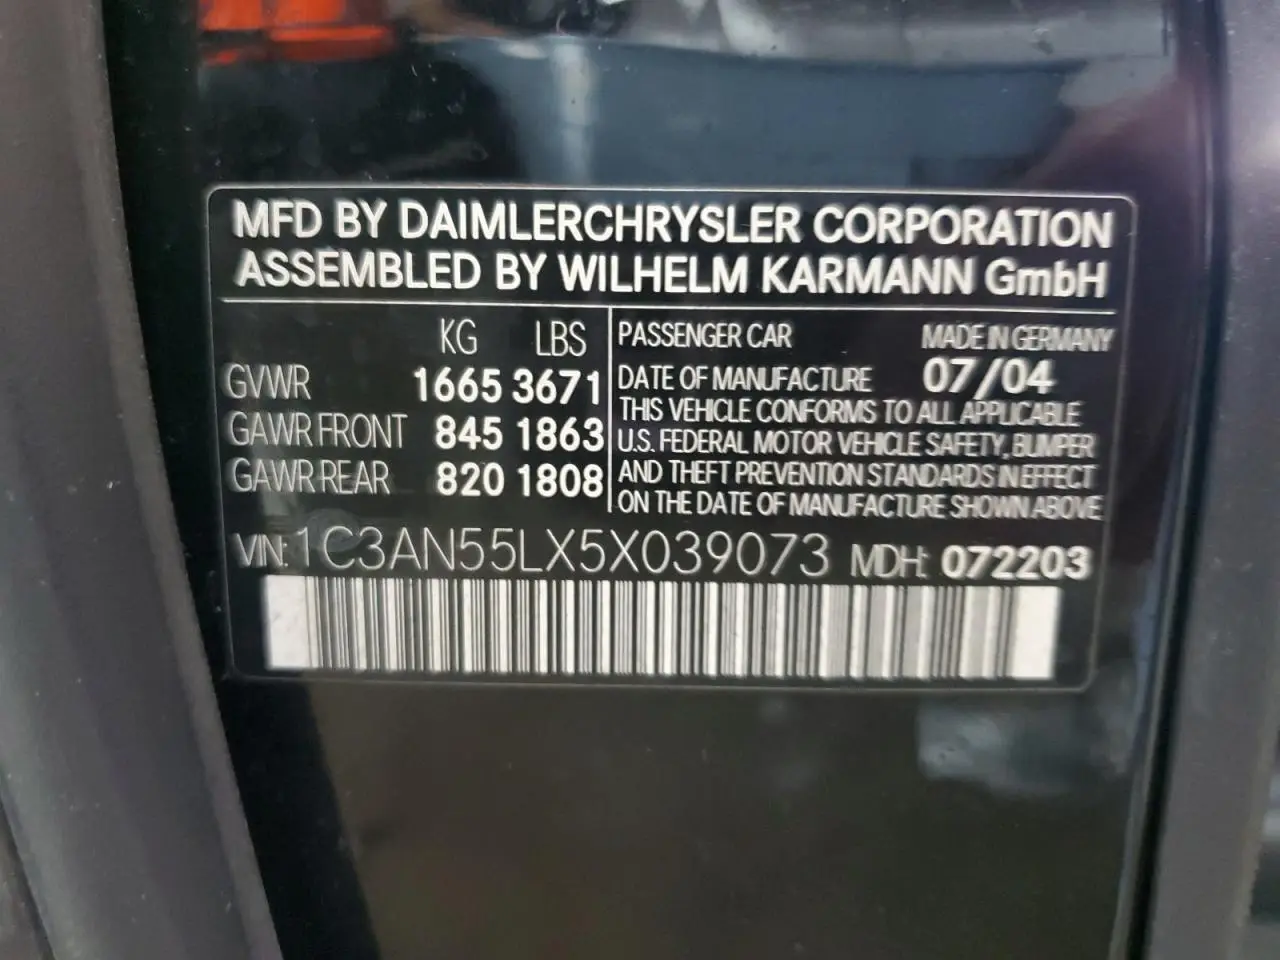 MFD BY DAIMLERCHRYSLER CORPORATION
ASSEMBLED BY WILHELM KARMANN GmbH
KG LBS
GVWR 1665 3671
GAWR FRONT 845 1863
GAWR REAR 820 1808
PASSENGER CAR MADE IN GERMANY
DATE OF MANUFACTURE 07/04
THIS VEHICLE CONFORMS TO ALL APPLICABLE
U.S. FEDERAL MOTOR VEHICLE SAFETY, BUMPER
AND THEFT PREVENTION STANDARDS IN EFFECT
ON THE DATE OF MANUFACTURE SHOWN ABOVE
VIN: 1C3AN55LX5X039073 MDH: 072203